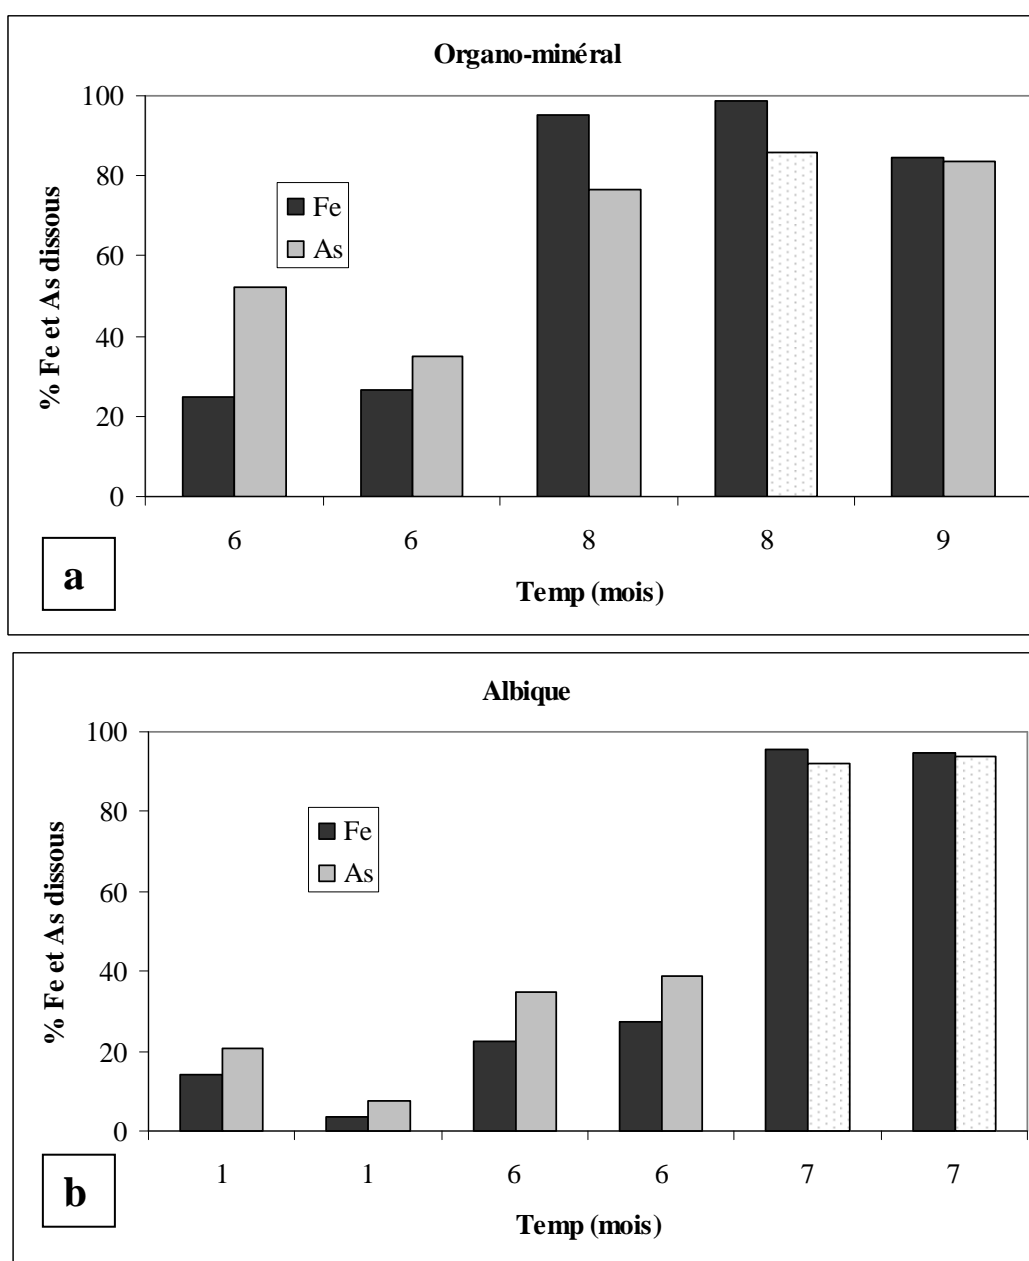 Organo-minéral
100
80
60
40
20
0
% Fe et As dissous
Fe
As
6 6 8 8 9
Temp (mois)
a
Albique
100
80
60
40
20
0
% Fe et As dissous
Fe
As
1 1 6 6 7 7
Temp (mois)
b